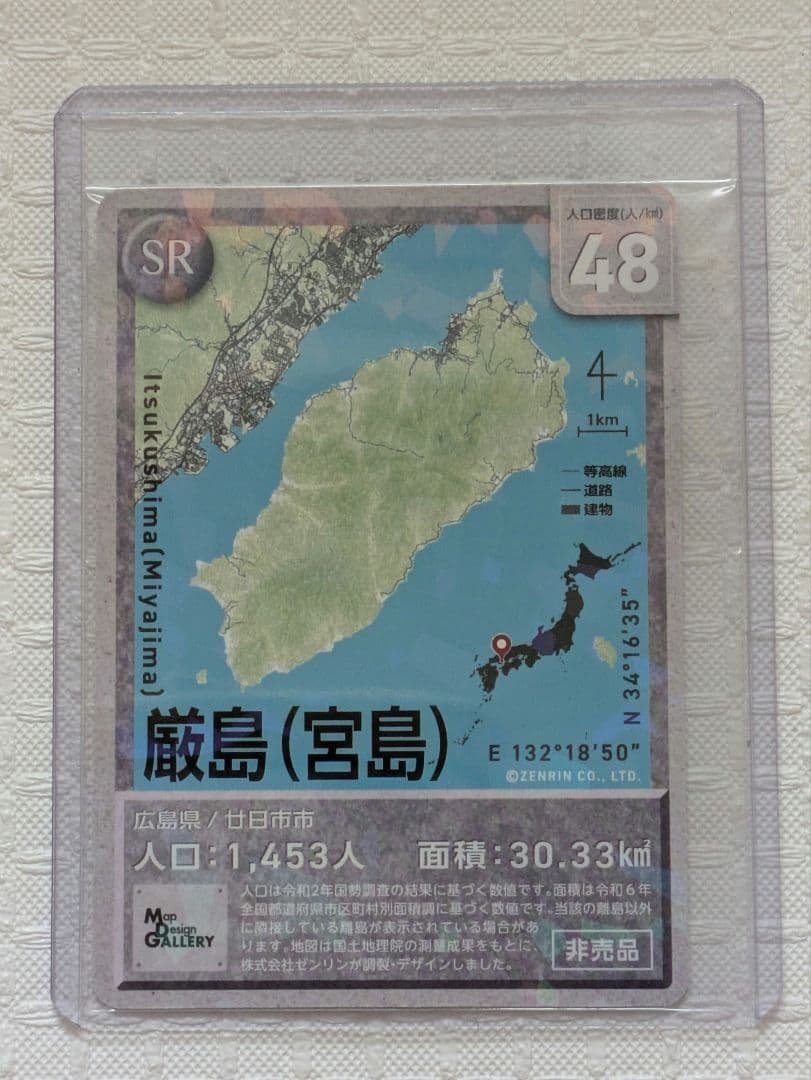 SR
人口密度(人/㎢)
48
1km
等高線
道路
建物
Itsukushima(Miyajima)
N 34°16'35"
厳島(宮島)
E 132°18'50"
©ZENRIN CO., LTD.
広島県 / 廿日市市
人口:1,453人 面積:30.33㎢
人口は令和2年国勢調査の結果に基づく数値です。面積は令和6年
全国都道府県市区町村別面積調に基づく数値です。当該の離島以外
に隣接している離島が表示されている場合があ
ります。地図は国土地理院の測量成果をもとに、
株式会社ゼンリンが調製・デザインしました。
Map
Design
GALLERY
非売品